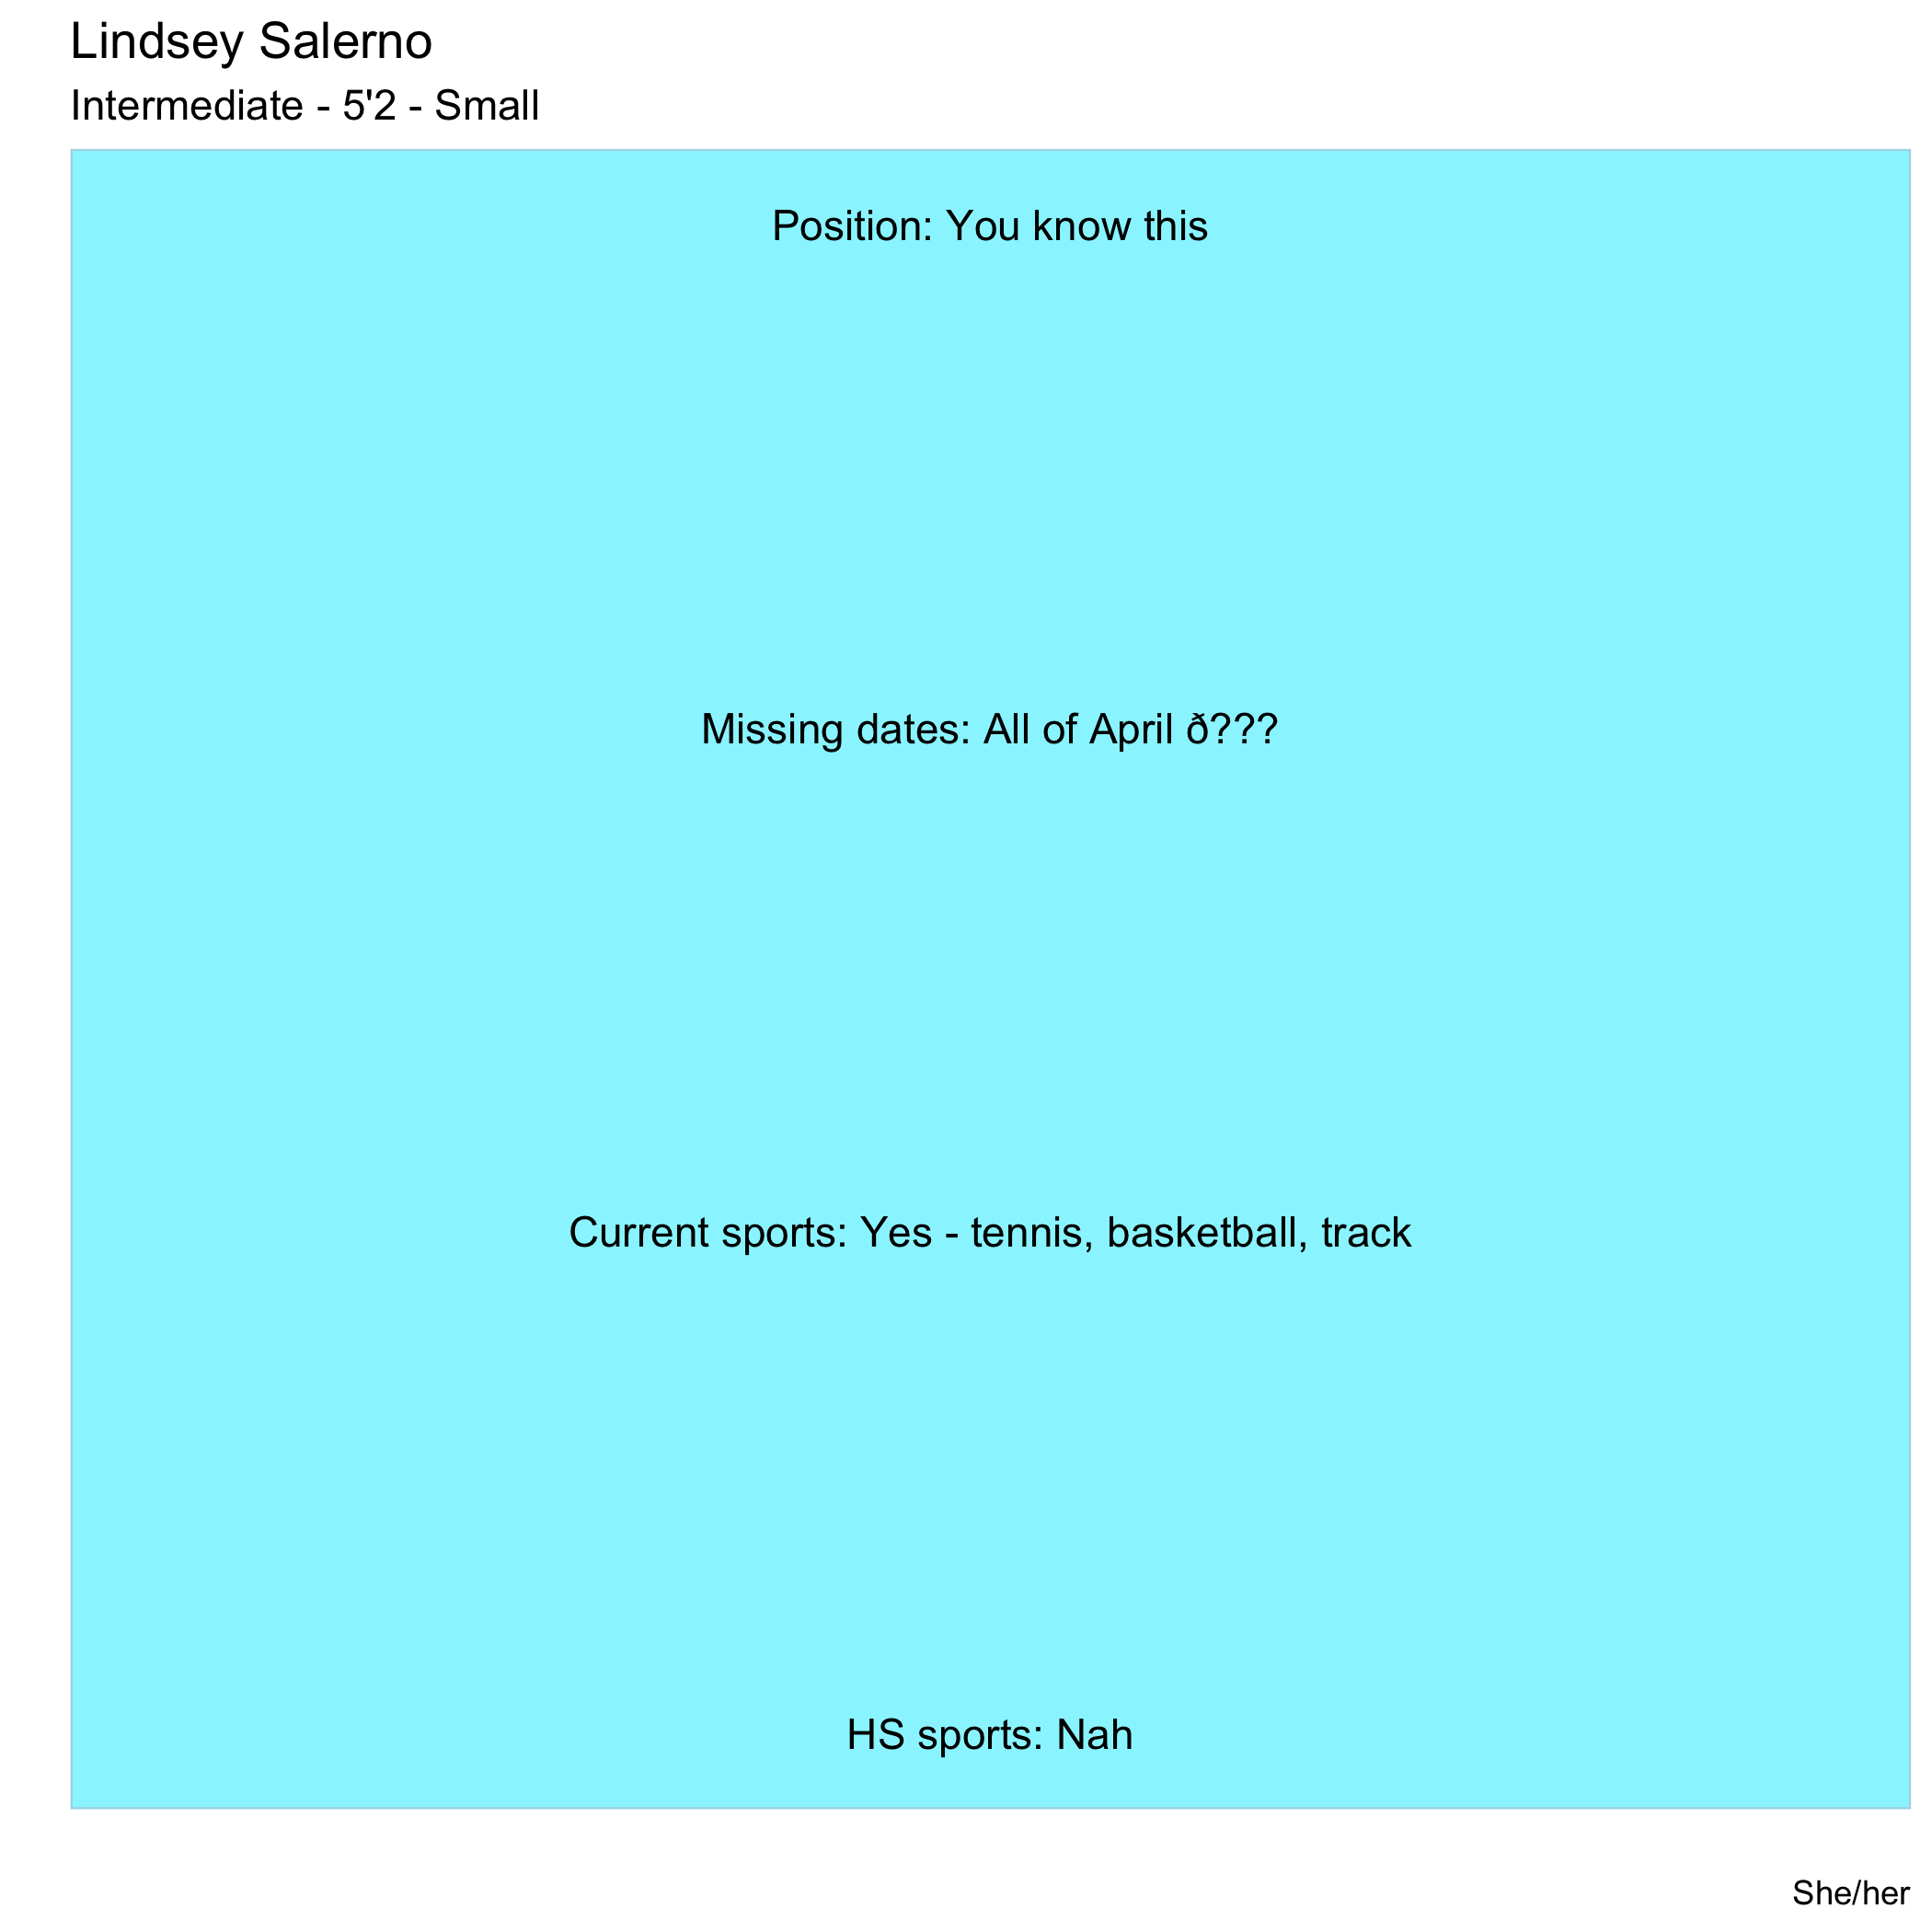 Lindsey Salerno
Intermediate - 5'2 - Small
Position: You know this
Missing dates: All of April ð???
Current sports: Yes - tennis, basketball, track
HS sports: Nah
She/her